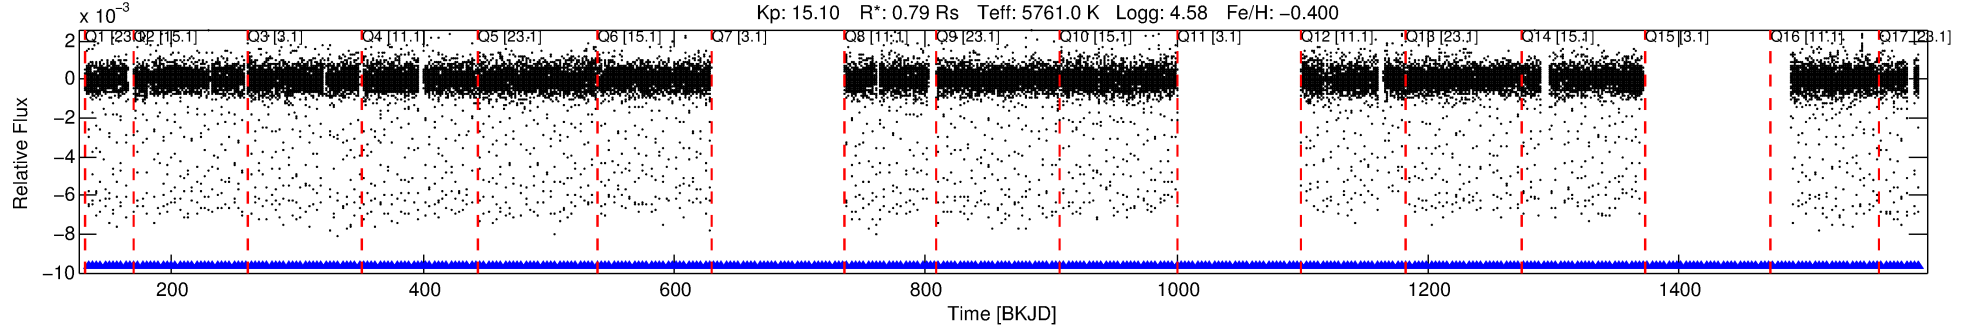 Kp: 15.10 R*: 0.79 Rs Teff: 5761.0 K Logg: 4.58 Fe/H: −0.400
x 10⁻³
Q3 [3.1] Q4 [11.1] Q5 [23.1] Q6 [15.1] Q7 [3.1] Q8 [11.1] Q9 [23.1] Q10 [15.1] Q11 [3.1] Q12 [11.1] Q13 [23.1] Q14 [15.1] Q15 [3.1] Q16 [11.1] Q17 [23.1]
2
0
−2
−4
−6
−8
−10
Relative Flux
200 400 600 800 1000 1200 1400
Time [BKJD]